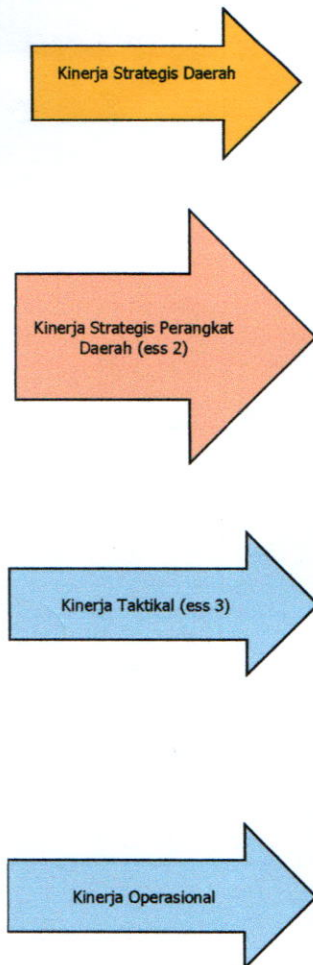 Kinerja Strategis Daerah
Kinerja Strategis Perangkat
Daerah (ess 2)
Kinerja Taktikal (ess 3)
Kinerja Operasional